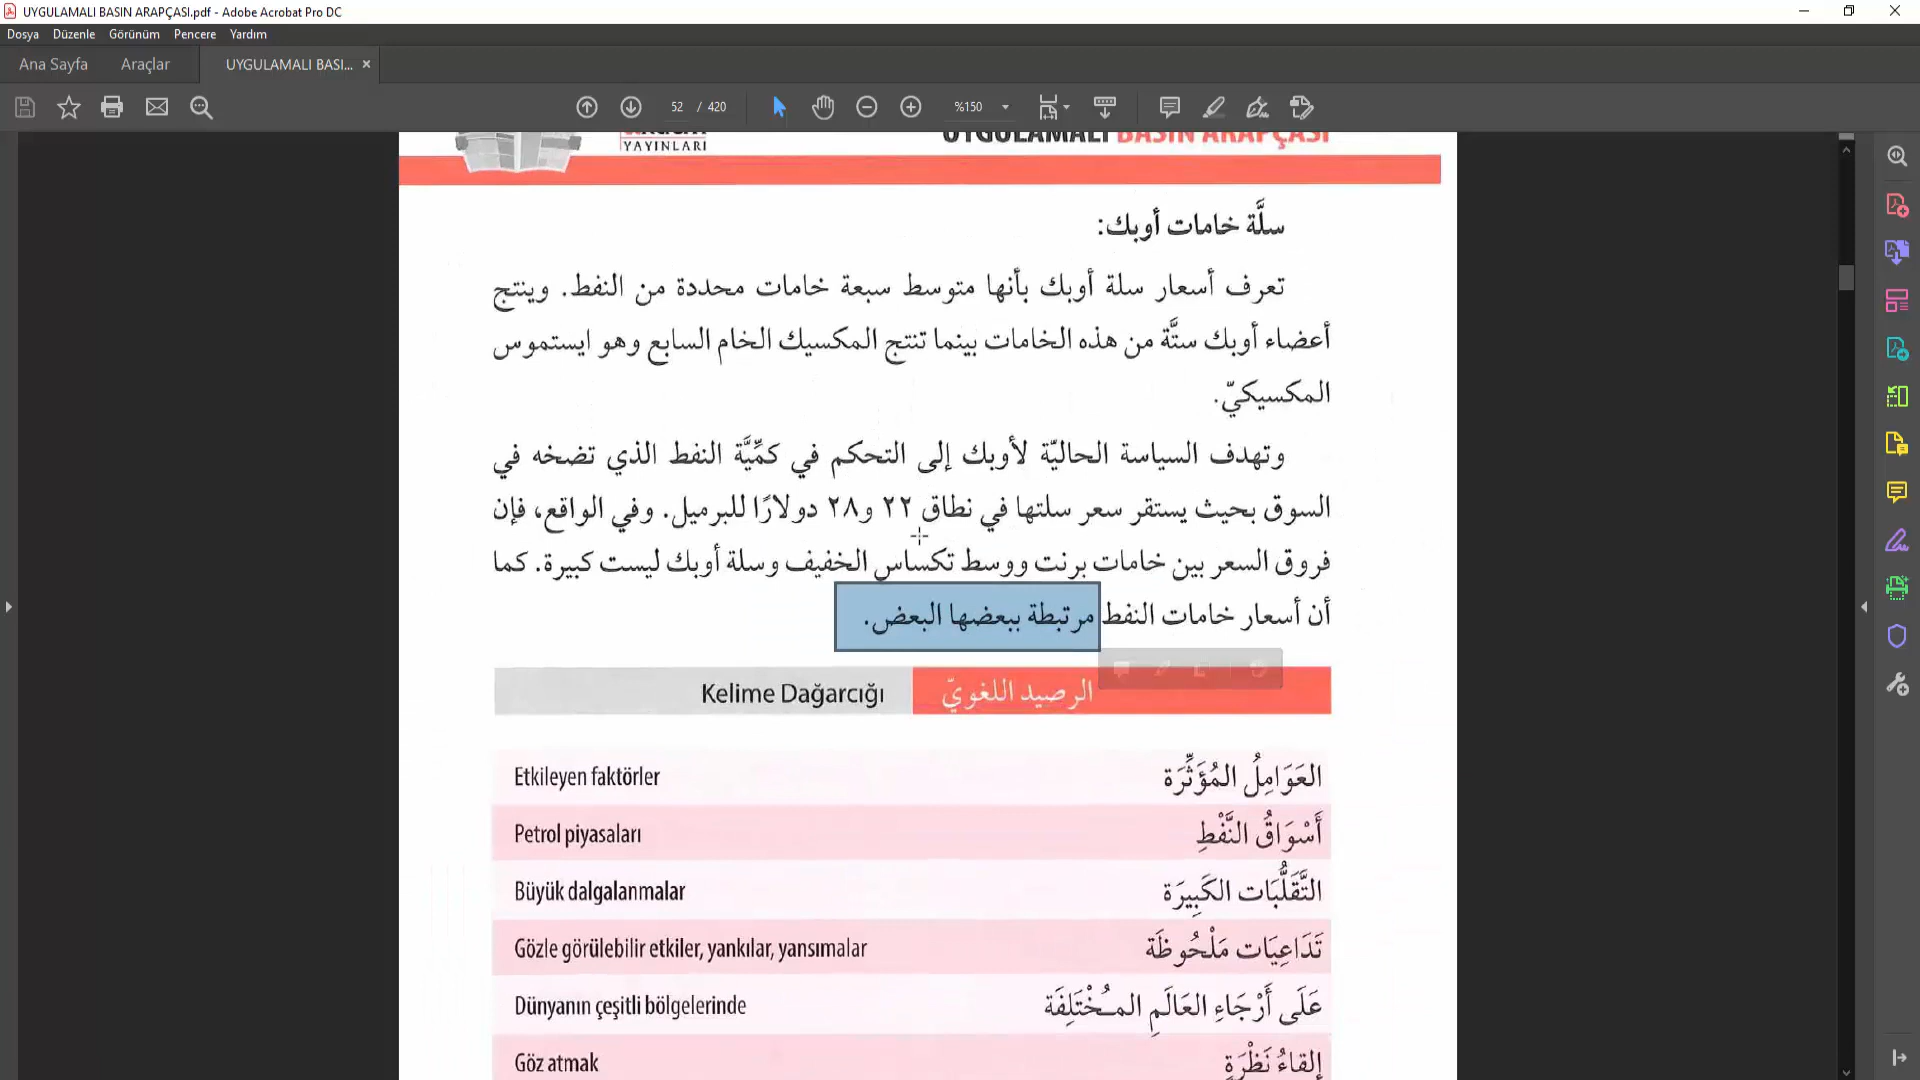 UYGULAMALI BASIN ARAPÇASI.pdf - Adobe Acrobat Pro DC
Dosya Düzenle Görünüm Pencere Yardım
Ana Sayfa Araçlar UYGULAMALI BASI...
52 / 420 %150
YAYINLARI UYGULAMALI BASIN ARAPÇASI
سلَّة خامات أوبك:
تعرف أسعار سلة أوبك بأنها متوسط سبعة خامات محددة من النفط. وينتج
أعضاء أوبك ستَّة من هذه الخامات بينما تنتج المكسيك الخام السابع وهو ايستموس
المكسيكيّ.
وتهدف السياسة الحاليّة لأوبك إلى التحكم في كمِّيَّة النفط الذي تضخه في
السوق بحيث يستقر سعر سلتها في نطاق ٢٢ و٢٨ دولارًا للبرميل. وفي الواقع، فإن
فروق السعر بين خامات برنت ووسط تكساس الخفيف وسلة أوبك ليست كبيرة. كما
أن أسعار خامات النفط مرتبطة ببعضها البعض.
الرصيد اللغويّ Kelime Dağarcığı
العَوَامِلُ المُؤَثِّرَة Etkileyen faktörler
أَسْوَاقُ النَّفْطِ Petrol piyasaları
التَّقَلُّبَات الكَبِيرَة Büyük dalgalanmalar
تَدَاعِيَات مَلْحُوظَة Gözle görülebilir etkiler, yankılar, yansımalar
عَلَى أَرْجَاءِ العَالَمِ المُخْتَلِفَة Dünyanın çeşitli bölgelerinde
إلقاءُ نَظْرَةٍ Göz atmak